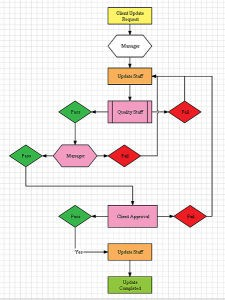 Client Update
Request
Manager
Update Staff
Pass
Quality Staff
Fail
Pass
Manager
Fail
Pass
Client Approval
Fail
Yes
Update Staff
Update
Completed